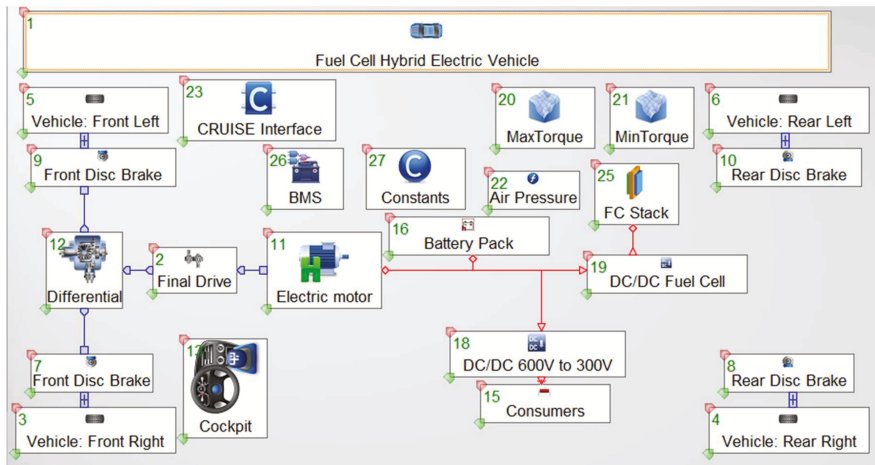 1
Fuel Cell Hybrid Electric Vehicle
5
Vehicle: Front Left
23
CRUISE Interface
20
MaxTorque
21
MinTorque
6
Vehicle: Rear Left
9
Front Disc Brake
26
BMS
27
Constants
22
Air Pressure
25
FC Stack
10
Rear Disc Brake
16
Battery Pack
12
Differential
2
Final Drive
11
Electric motor
19
DC/DC Fuel Cell
7
Front Disc Brake
13
Cockpit
18
DC/DC 600V to 300V
8
Rear Disc Brake
15
Consumers
3
Vehicle: Front Right
4
Vehicle: Rear Right